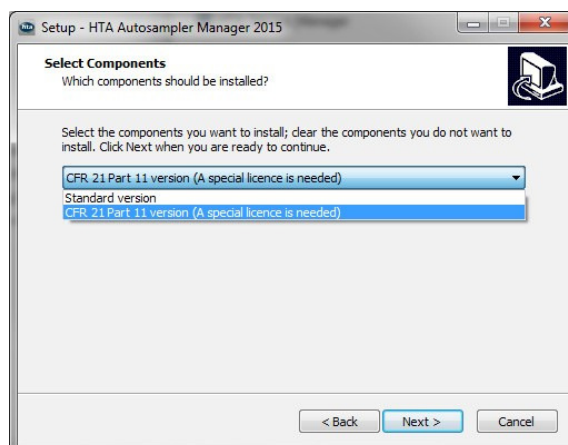 hta Setup - HTA Autosampler Manager 2015
Select Components
Which components should be installed?
Select the components you want to install; clear the components you do not want to
install. Click Next when you are ready to continue.
CFR 21 Part 11 version (A special licence is needed)
Standard version
CFR 21 Part 11 version (A special licence is needed)
< Back Next > Cancel